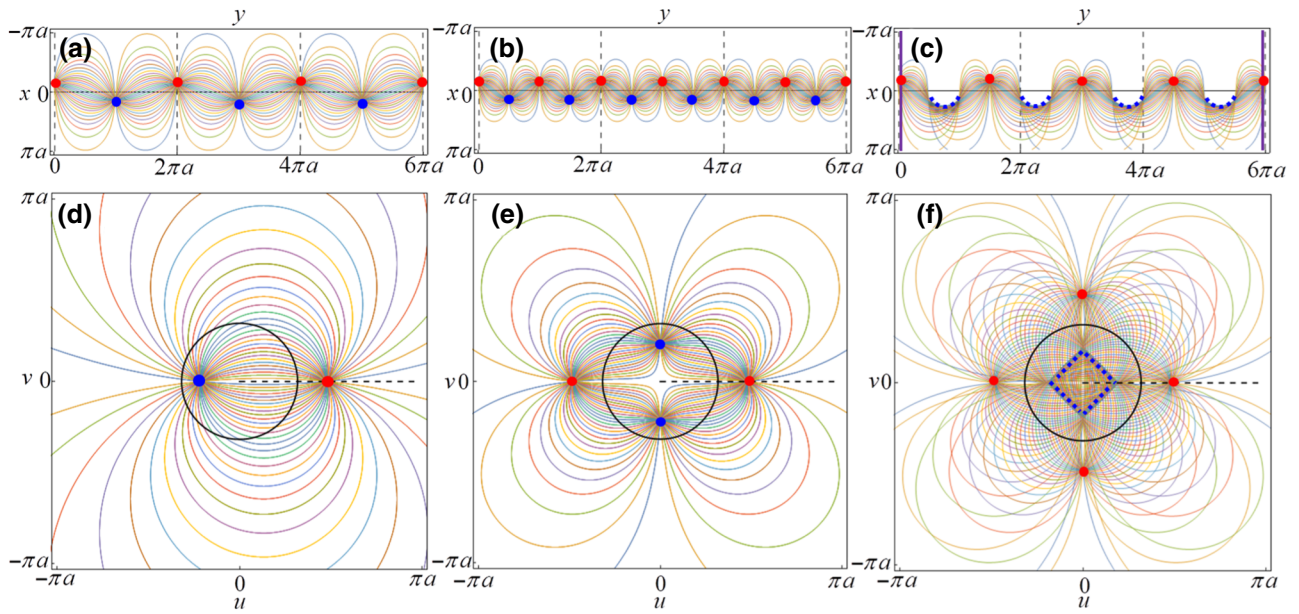 y y y
−πa (a) −πa (b) −πa (c)
x 0 x 0 x 0
πa πa πa
0 2πa 4πa 6πa 0 2πa 4πa 6πa 0 2πa 4πa 6πa
πa (d) πa (e) πa (f)
v 0 v 0 v 0
−πa −πa −πa
−πa 0 πa −πa 0 πa −πa 0 πa
u u u